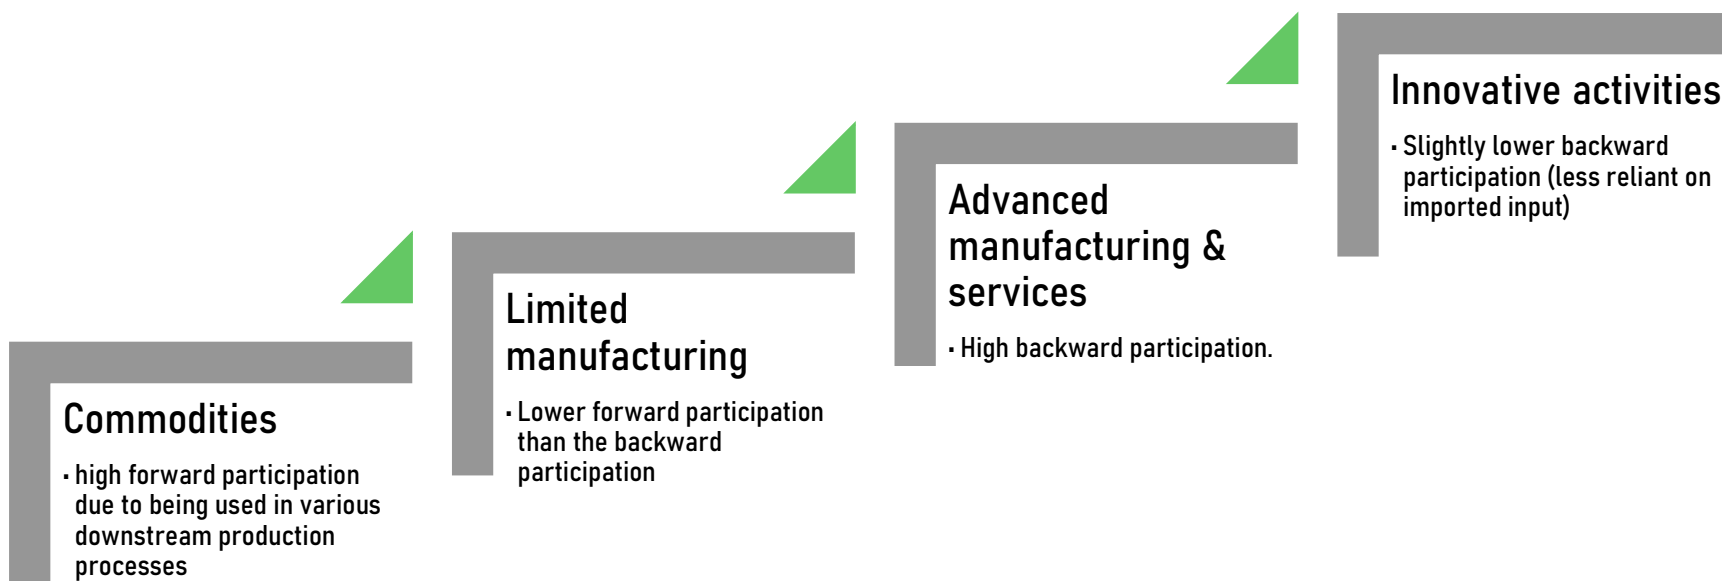 Commodities
▪ high forward participation
due to being used in various
downstream production
processes
Limited
manufacturing
▪ Lower forward participation
than the backward
participation
Advanced
manufacturing &
services
▪ High backward participation.
Innovative activities
▪ Slightly lower backward
participation (less reliant on
imported input)